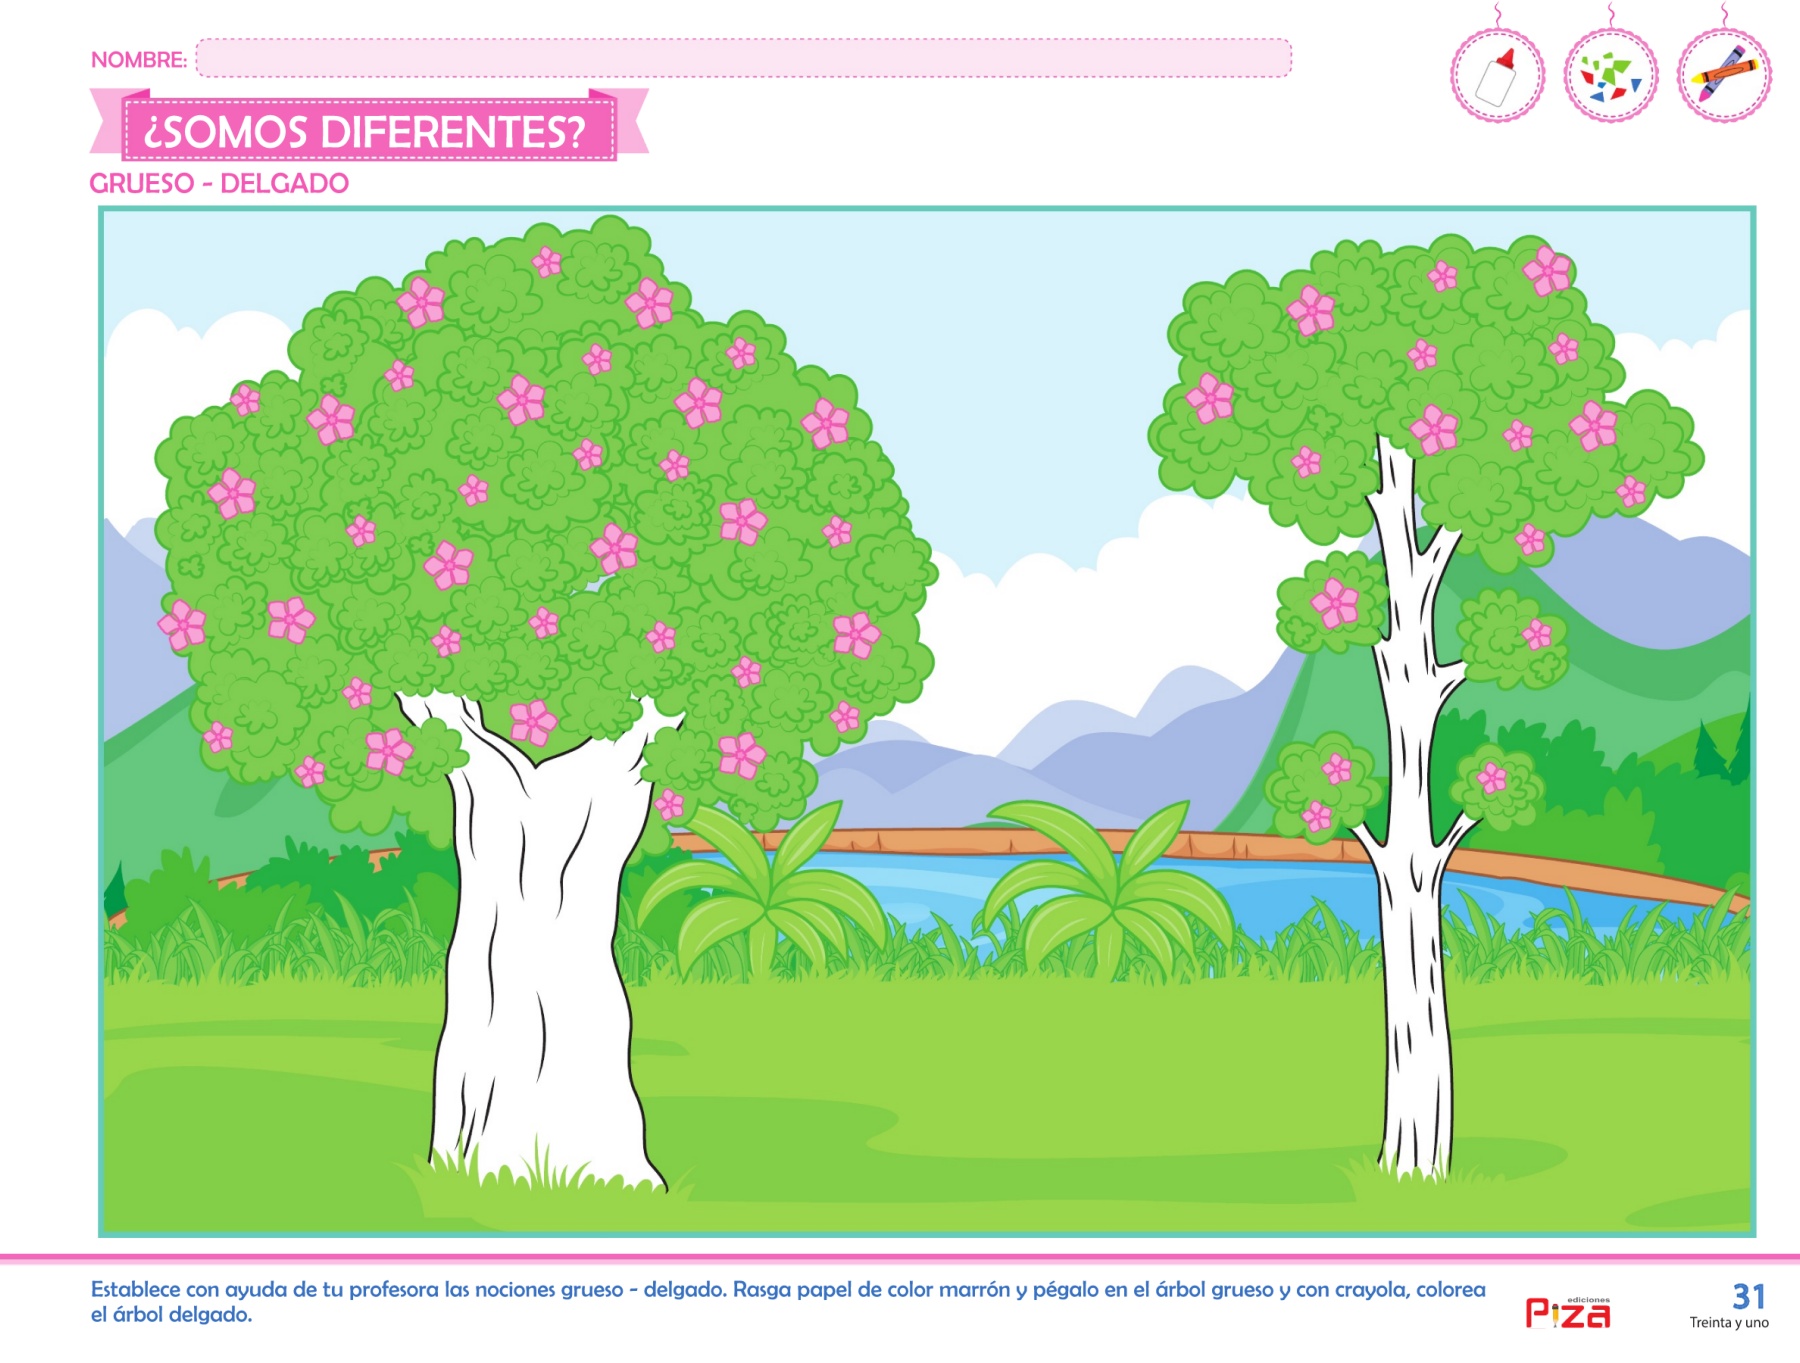 NOMBRE:
¿SOMOS DIFERENTES?
GRUESO - DELGADO
Establece con ayuda de tu profesora las nociones grueso - delgado. Rasga papel de color marrón y pégalo en el árbol grueso y con crayola, colorea
el árbol delgado.
ediciones
Piza
31
Treinta y uno